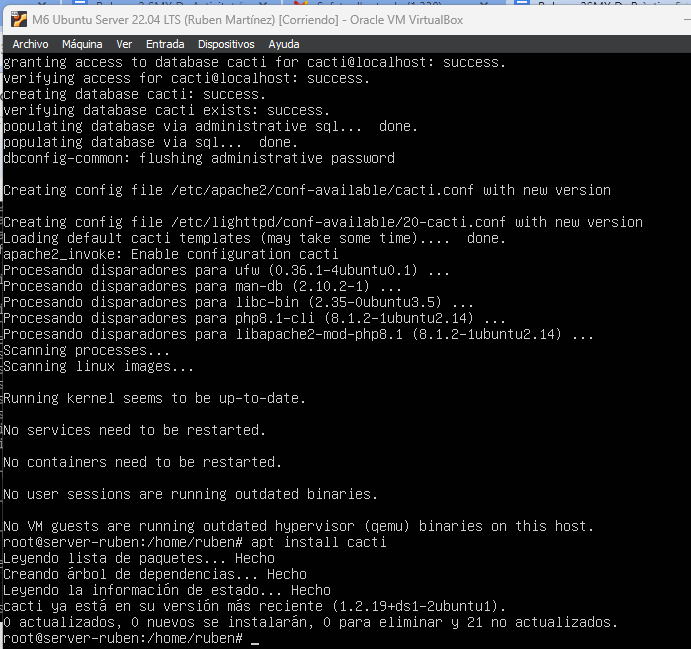 M6 Ubuntu Server 22.04 LTS (Ruben Martínez) [Corriendo] - Oracle VM VirtualBox
Archivo Máquina Ver Entrada Dispositivos Ayuda
granting access to database cacti for cacti@localhost: success.
verifying access for cacti@localhost: success.
creating database cacti: success.
verifying database cacti exists: success.
populating database via administrative sql...  done.
populating database via sql...  done.
dbconfig-common: flushing administrative password
Creating config file /etc/apache2/conf-available/cacti.conf with new version
Creating config file /etc/lighttpd/conf-available/20-cacti.conf with new version
Loading default cacti templates (may take some time)....  done.
apache2_invoke: Enable configuration cacti
Procesando disparadores para ufw (0.36.1-4ubuntu0.1) ...
Procesando disparadores para man-db (2.10.2-1) ...
Procesando disparadores para libc-bin (2.35-0ubuntu3.5) ...
Procesando disparadores para php8.1-cli (8.1.2-1ubuntu2.14) ...
Procesando disparadores para libapache2-mod-php8.1 (8.1.2-1ubuntu2.14) ...
Scanning processes...
Scanning linux images...
Running kernel seems to be up-to-date.
No services need to be restarted.
No containers need to be restarted.
No user sessions are running outdated binaries.
No VM guests are running outdated hypervisor (qemu) binaries on this host.
root@server-ruben:/home/ruben# apt install cacti
Leyendo lista de paquetes... Hecho
Creando árbol de dependencias... Hecho
Leyendo la información de estado... Hecho
cacti ya está en su versión más reciente (1.2.19+ds1-2ubuntu1).
0 actualizados, 0 nuevos se instalarán, 0 para eliminar y 21 no actualizados.
root@server-ruben:/home/ruben# _